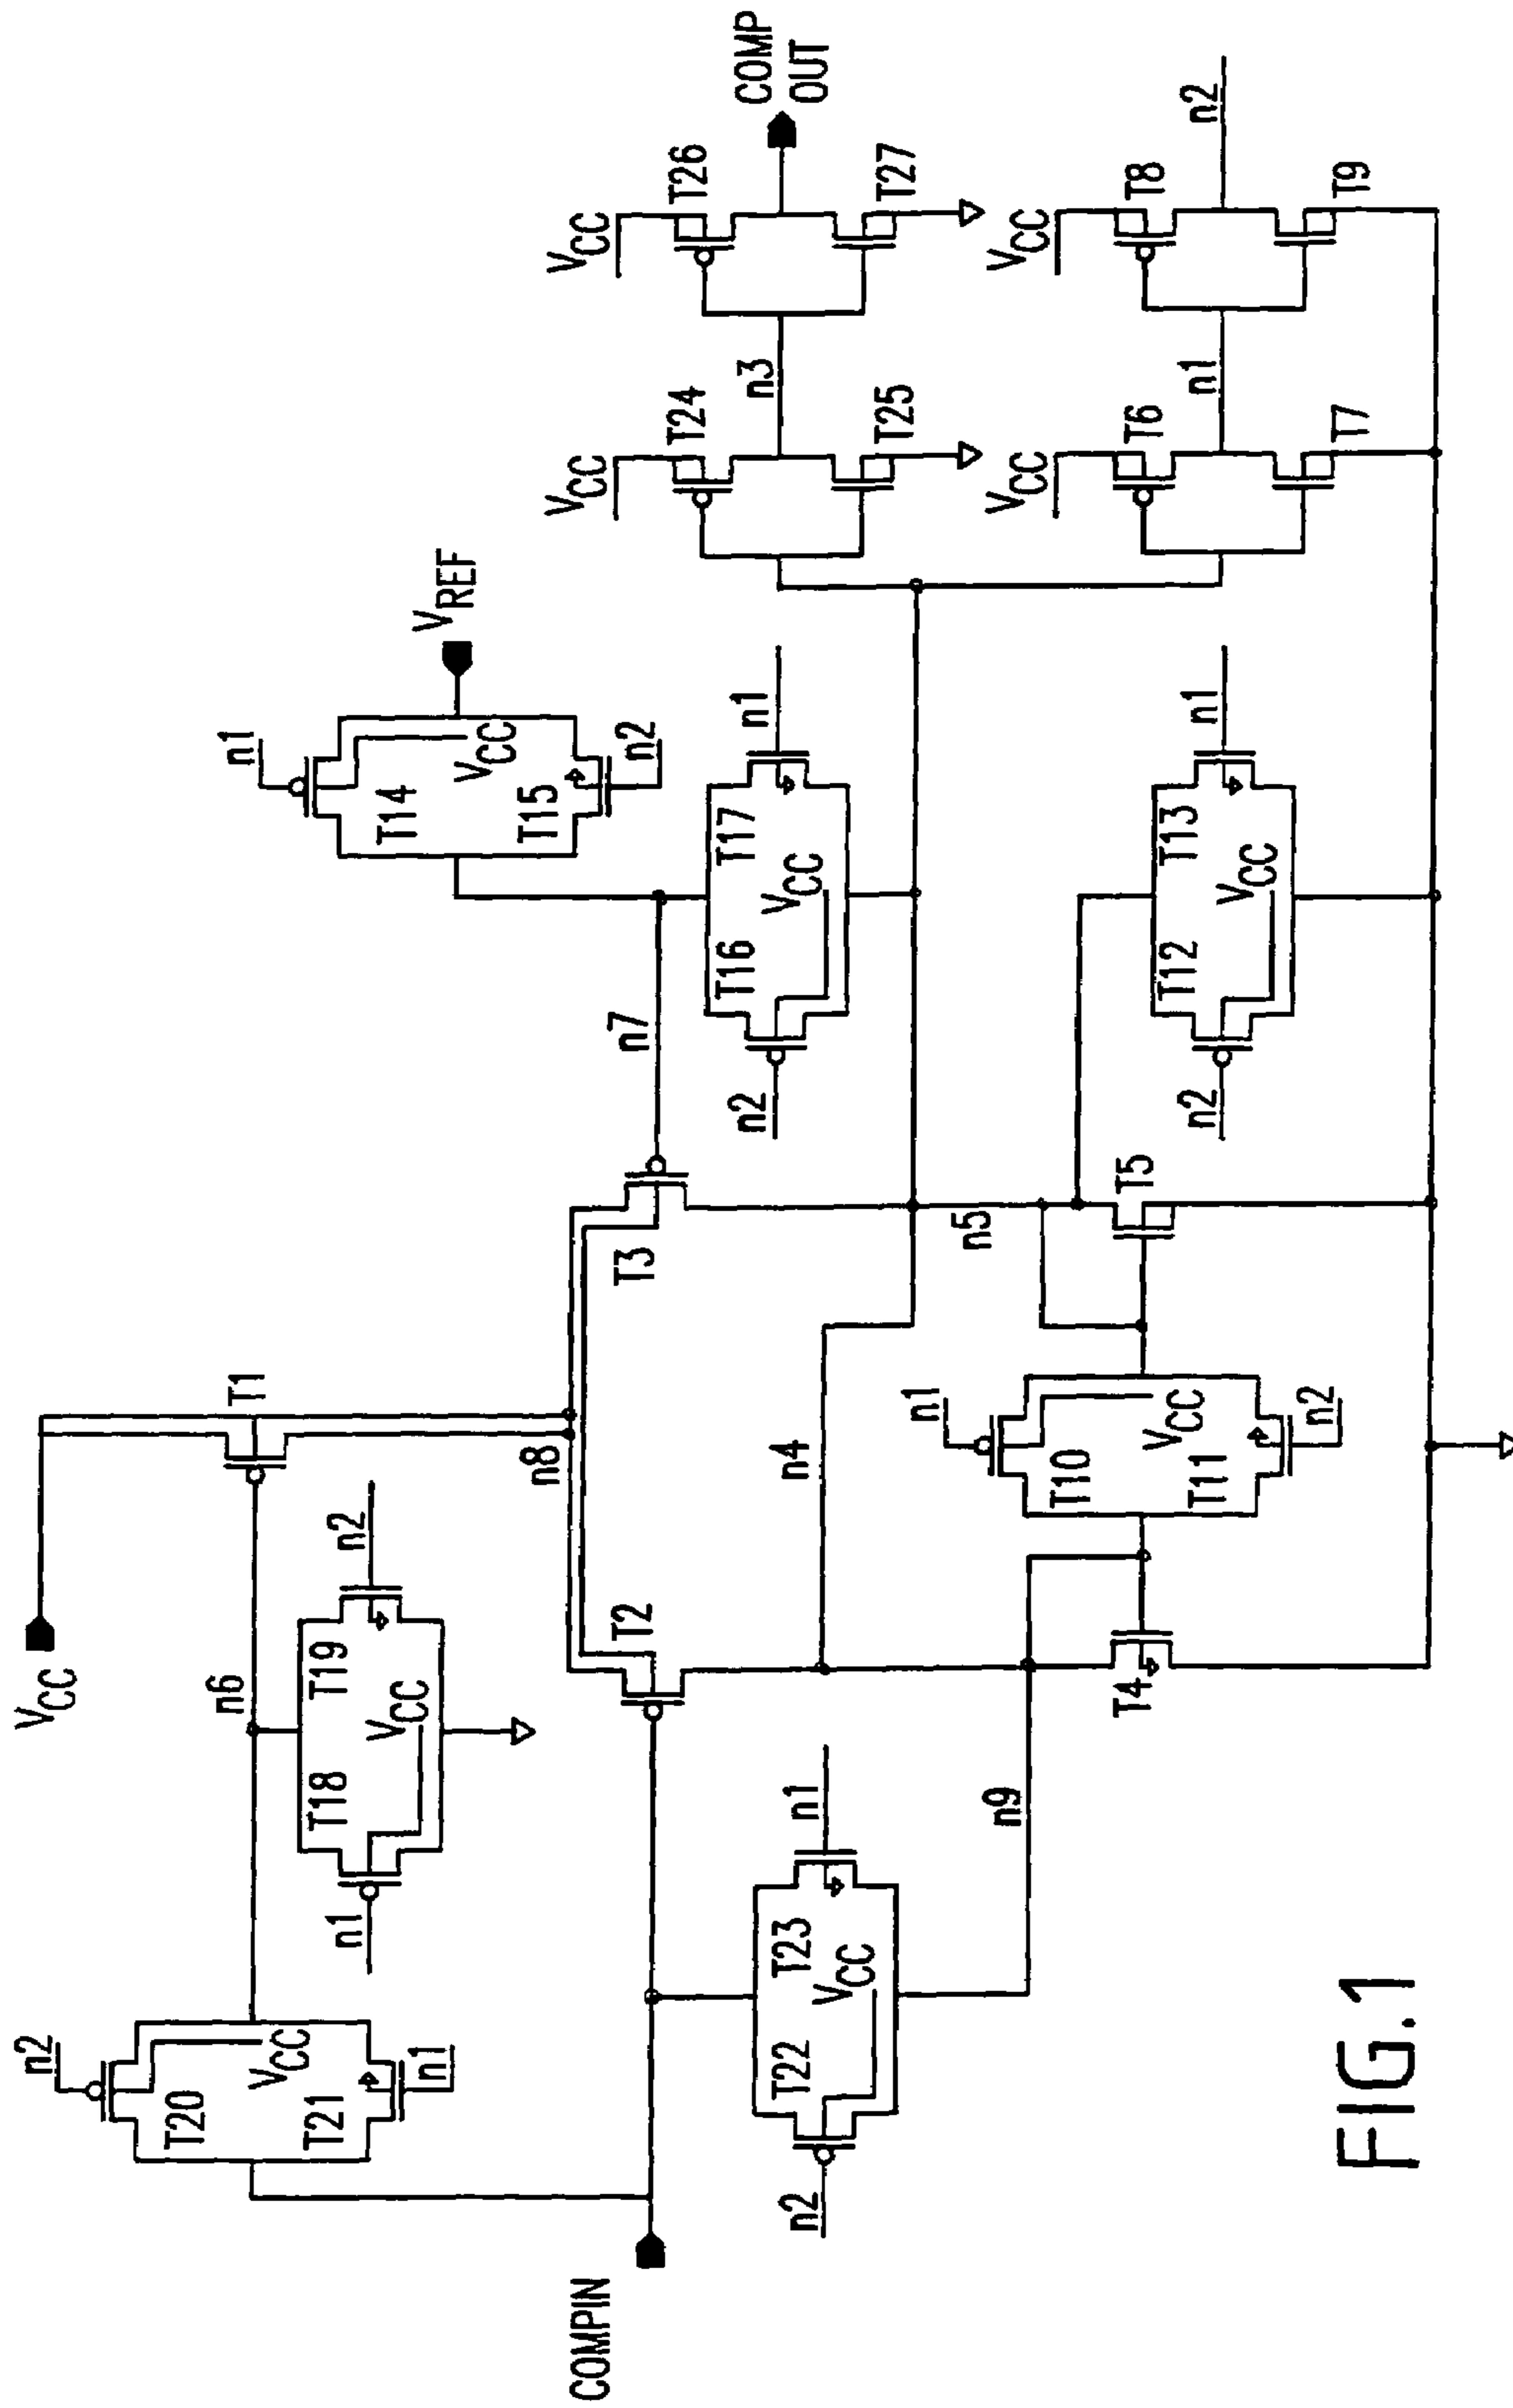 VCC
T1
n6
n2
T20
VCC
T21
n1
T18
T19
VCC
n1
n2
n8
COMPIN
T2
T3
n7
n1
T14
VCC
T15
n2
VREF
T22
T23
VCC
n2
n1
n9
n4
T16
T17
VCC
n2
n1
n5
T4
n1
T10
VCC
T11
n2
T5
T12
T13
VCC
n2
n1
VCC
T24
T25
n3
VCC
T26
T27
COMP
OUT
VCC
T6
T7
n1
VCC
T8
T9
n2
FIG.1